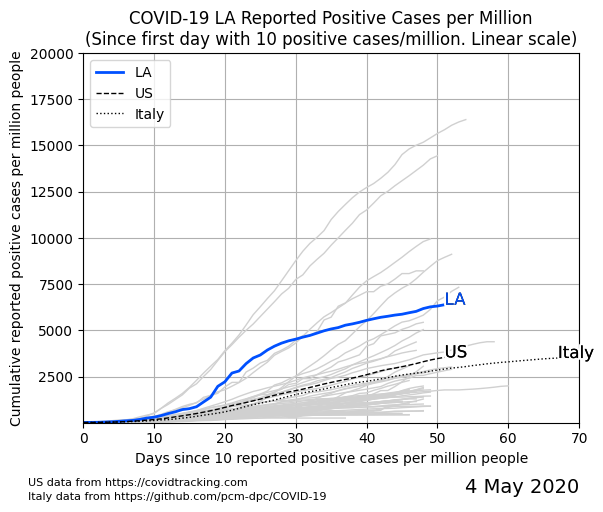 COVID-19 LA Reported Positive Cases per Million
(Since first day with 10 positive cases/million. Linear scale)
Cumulative reported positive cases per million people
20000
17500
15000
12500
10000
7500
5000
2500
LA
US
Italy
LA
US
Italy
0
10
20
30
40
50
60
70
Days since 10 reported positive cases per million people
US data from https://covidtracking.com
Italy data from https://github.com/pcm-dpc/COVID-19
4 May 2020